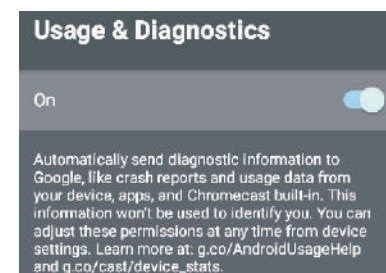 Usage & Diagnostics
On
Automatically send diagnostic information to
Google, like crash reports and usage data from
your device, apps, and Chromecast built-in. This
information won't be used to identify you. You can
adjust these permissions at any time from device
settings. Learn more at: g.co/AndroidUsageHelp
and g.co/cast/device_stats.